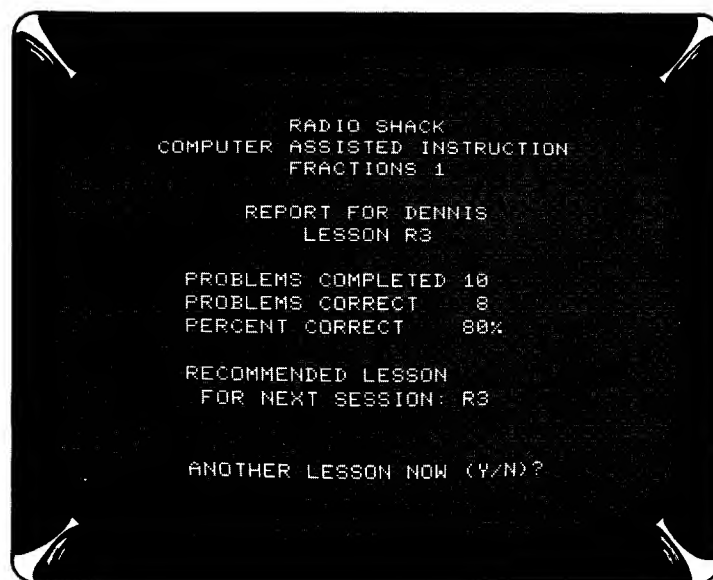 RADIO SHACK
COMPUTER ASSISTED INSTRUCTION
FRACTIONS 1
REPORT FOR DENNIS
LESSON R3
PROBLEMS COMPLETED 10
PROBLEMS CORRECT 8
PERCENT CORRECT 80%
RECOMMENDED LESSON
FOR NEXT SESSION: R3
ANOTHER LESSON NOW (Y/N)?